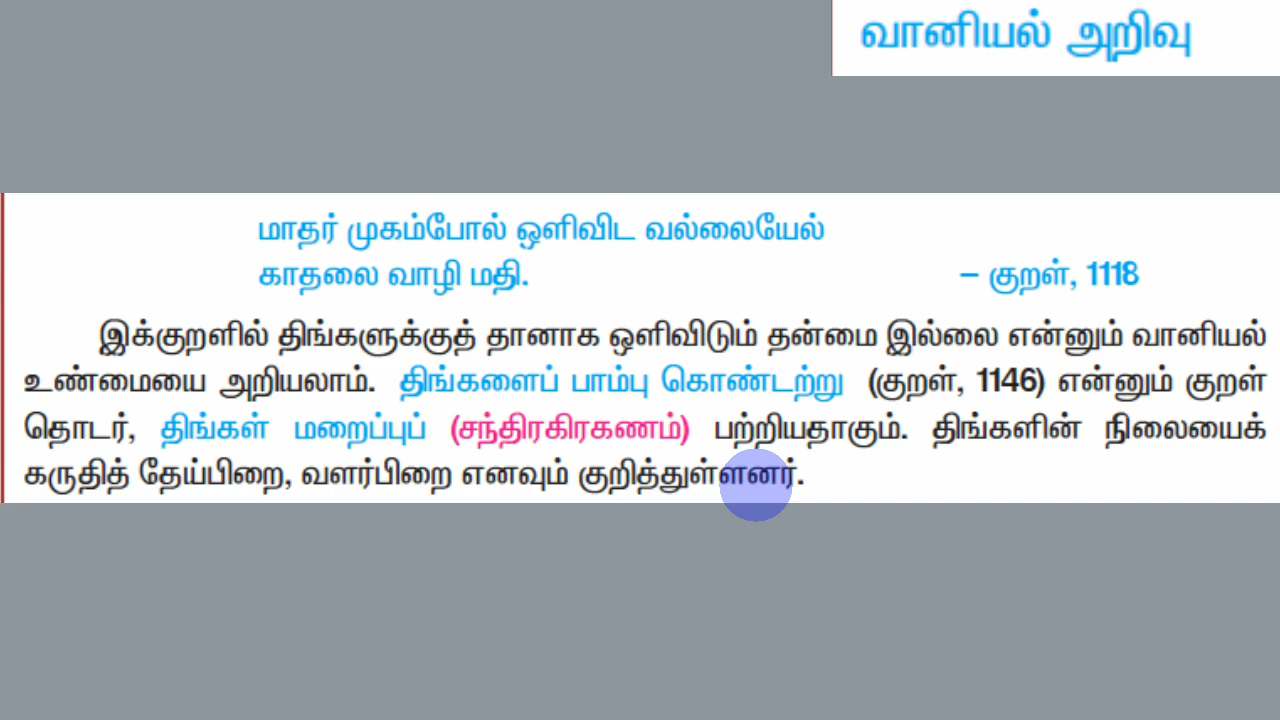 வானியல் அறிவு
மாதர் முகம்போல் ஒளிவிட வல்லையேல்
காதலை வாழி மதி. – குறள், 1118
இக்குறளில் திங்களுக்குத் தானாக ஒளிவிடும் தன்மை இல்லை என்னும் வானியல்
உண்மையை அறியலாம். திங்களைப் பாம்பு கொண்டற்று (குறள், 1146) என்னும் குறள்
தொடர், திங்கள் மறைப்புப் (சந்திரகிரகணம்) பற்றியதாகும். திங்களின் நிலையைக்
கருதித் தேய்பிறை, வளர்பிறை எனவும் குறித்துள்ளனர்.